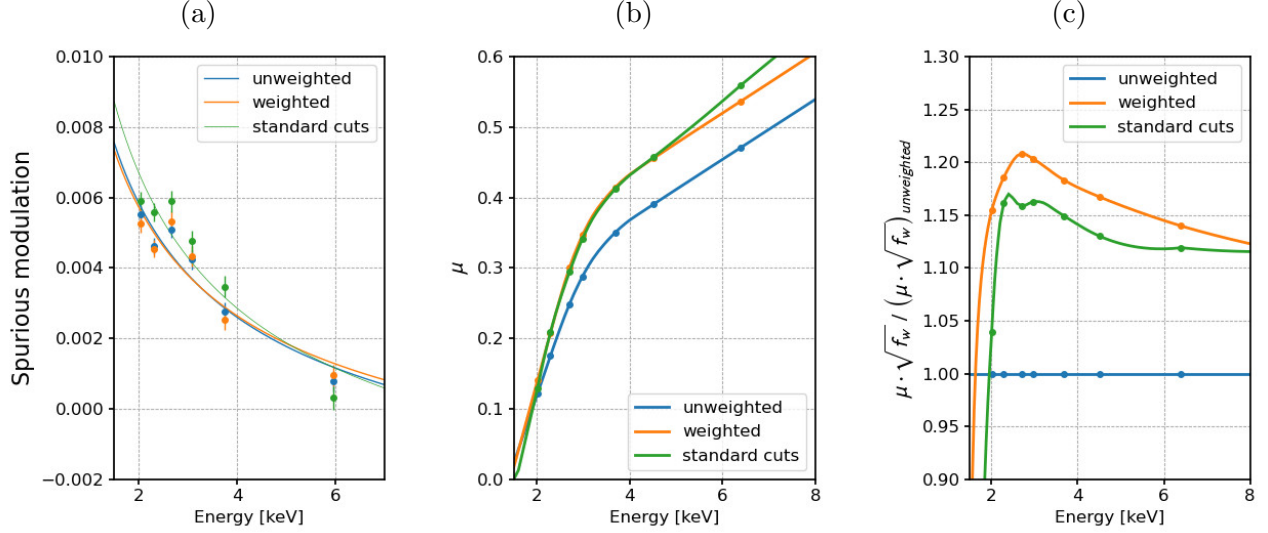 (a)
(b)
(c)
Spurious modulation
0.010
0.008
0.006
0.004
0.002
0.000
−0.002
unweighted
weighted
standard cuts
2
4
6
Energy [keV]
μ
0.6
0.5
0.4
0.3
0.2
0.1
0.0
unweighted
weighted
standard cuts
2
4
6
8
Energy [keV]
μ · √f_w / (μ · √f_w)_unweighted
1.30
1.25
1.20
1.15
1.10
1.05
1.00
0.95
0.90
unweighted
weighted
standard cuts
2
4
6
8
Energy [keV]